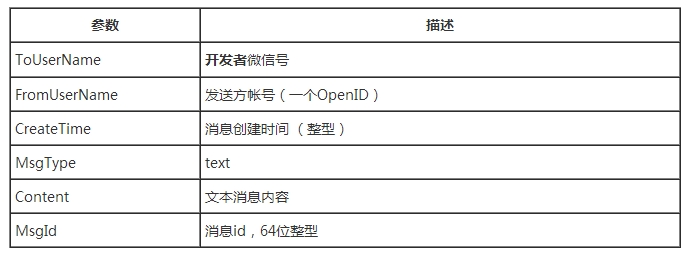 参数 描述
ToUserName 开发者微信号
FromUserName 发送方帐号（一个OpenID）
CreateTime 消息创建时间 （整型）
MsgType text
Content 文本消息内容
MsgId 消息id，64位整型